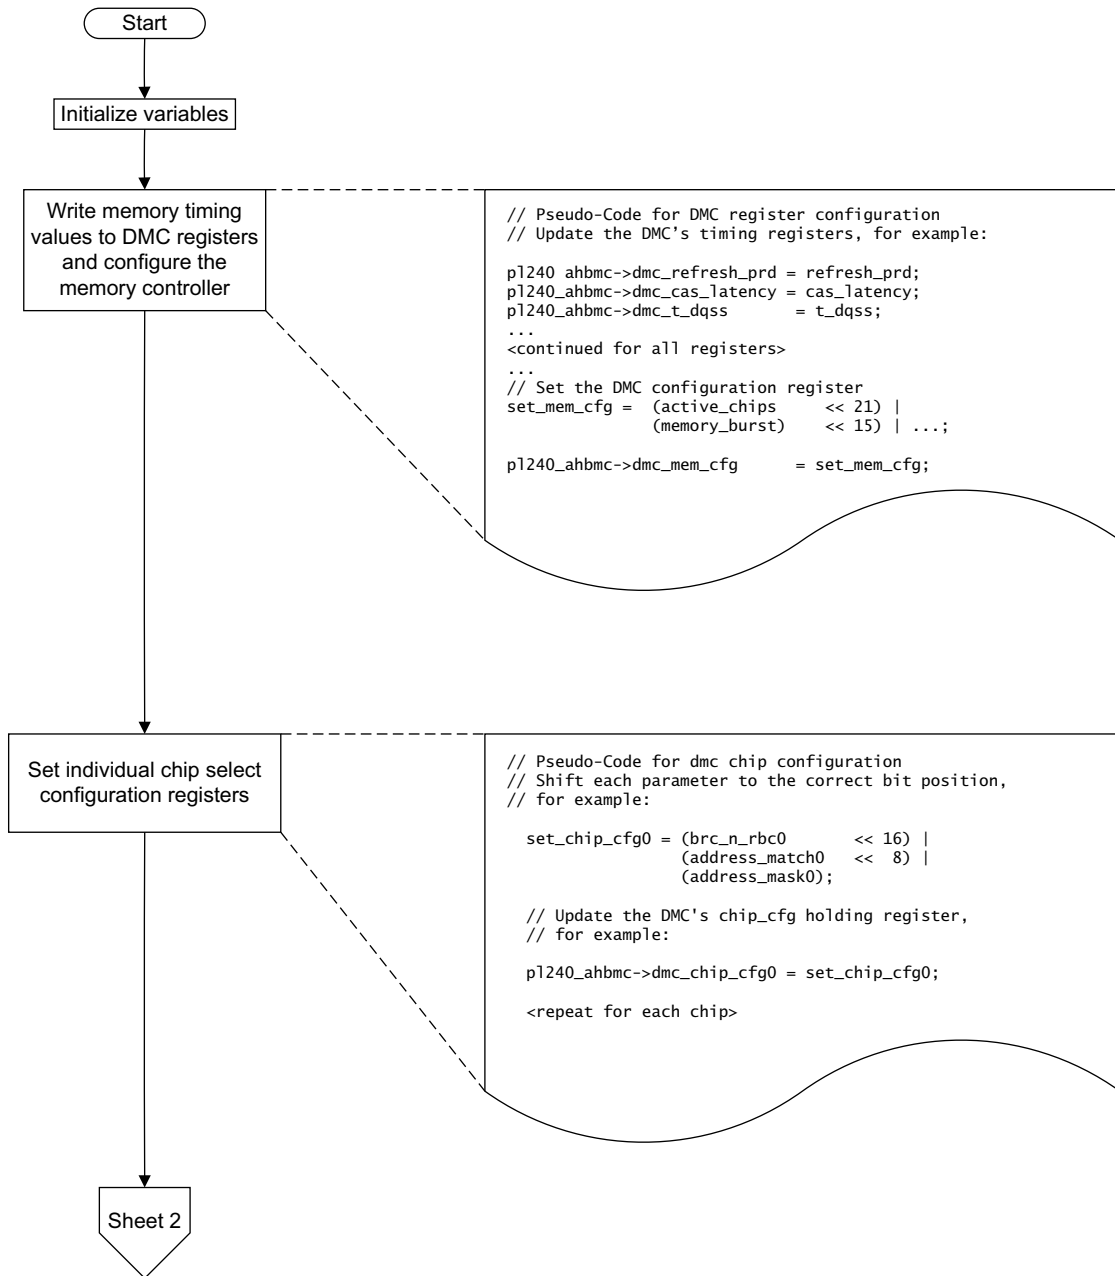 Start
Initialize variables
Write memory timing
values to DMC registers
and configure the
memory controller
// Pseudo-Code for DMC register configuration
// Update the DMC’s timing registers, for example:
pl240 ahbmc->dmc_refresh_prd = refresh_prd;
pl240_ahbmc->dmc_cas_latency = cas_latency;
pl240_ahbmc->dmc_t_dqss       = t_dqss;
...
<continued for all registers>
...
// Set the DMC configuration register
set_mem_cfg =  (active_chips     << 21) |
               (memory_burst)    << 15) | ...;
pl240_ahbmc->dmc_mem_cfg      = set_mem_cfg;
Set individual chip select
configuration registers
// Pseudo-Code for dmc chip configuration
// Shift each parameter to the correct bit position,
// for example:
  set_chip_cfg0 = (brc_n_rbc0       << 16) |
                  (address_match0   <<  8) |
                  (address_mask0);
  // Update the DMC's chip_cfg holding register,
  // for example:
  pl240_ahbmc->dmc_chip_cfg0 = set_chip_cfg0;
  <repeat for each chip>
Sheet 2